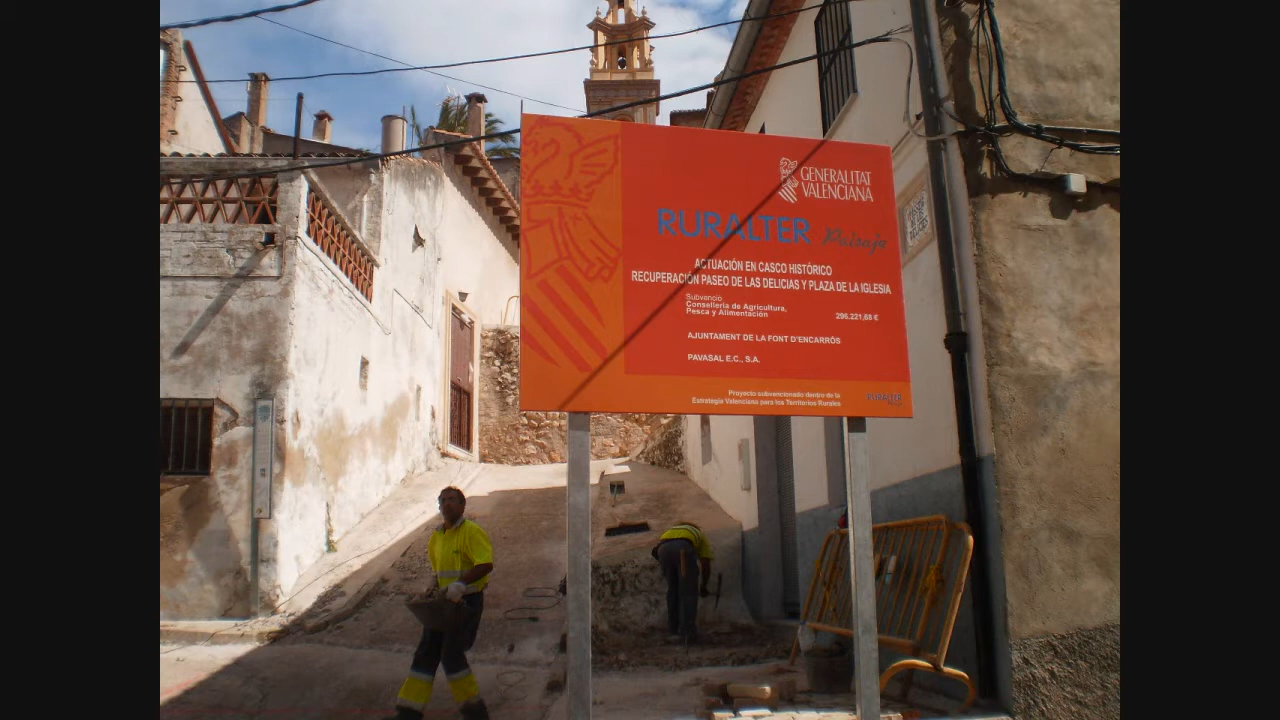 GENERALITAT
VALENCIANA
RURALTER Paisaje
ACTUACIÓN EN CASCO HISTÓRICO
RECUPERACIÓN PASEO DE LAS DELICIAS Y PLAZA DE LA IGLESIA
Subvenció
Conselleria de Agricultura,
Pesca y Alimentación
296.221,68 €
AJUNTAMENT DE LA FONT D'ENCARRÒS
PAVASAL E.C., S.A.
Proyecto subvencionado dentro de la
Estrategia Valenciana para los Territorios Rurales
RURALTER